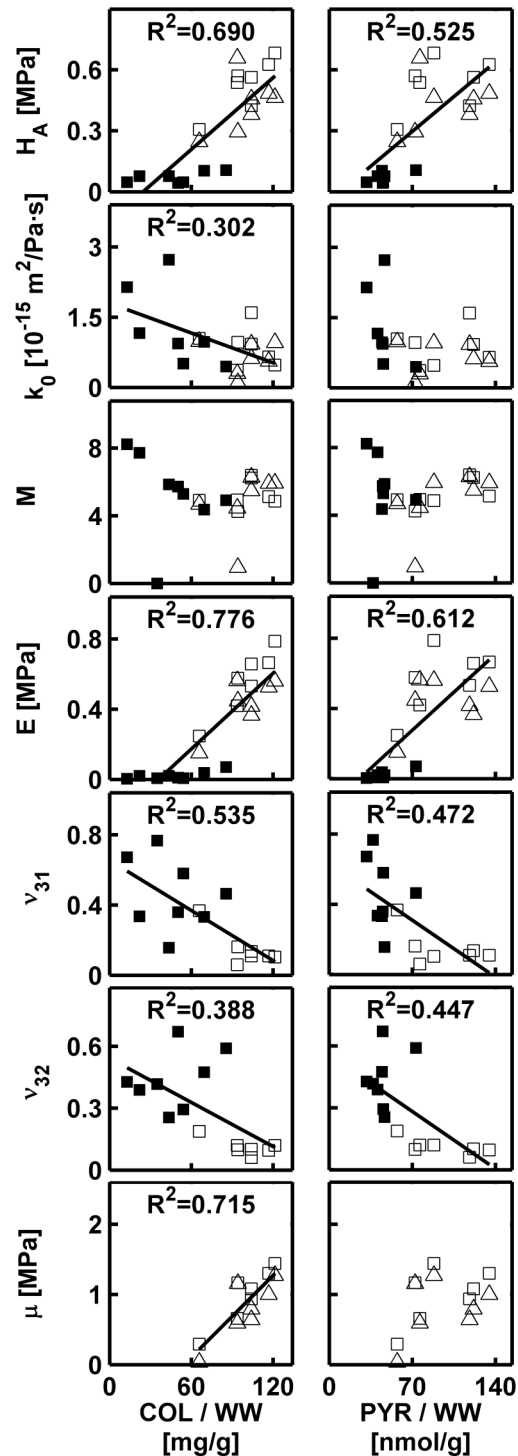 R²=0.690
R²=0.525
H_A [MPa]
0.6
0.3
0
R²=0.302
k₀ [10⁻¹⁵ m²/Pa·s]
3
1.5
0
M
8
4
0
R²=0.776
R²=0.612
E [MPa]
0.8
0.4
0
R²=0.535
R²=0.472
ν₃₁
0.8
0.4
0
R²=0.388
R²=0.447
ν₃₂
0.6
0.3
0
R²=0.715
μ [MPa]
2
1
0
0 60 120
70 140
COL / WW
[mg/g]
PYR / WW
[nmol/g]